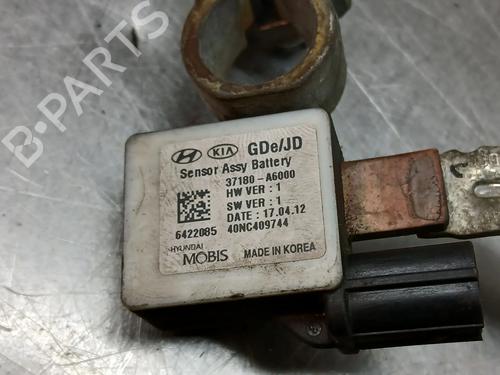 B-PARTS
HYUNDAI KIA GDe/JD
Sensor Assy Battery
37180 -A6000
HW VER : 1
SW VER : 1
DATE : 17.04.12
6422085 40NC409744
HYUNDAI
MOBIS MADE IN KOREA